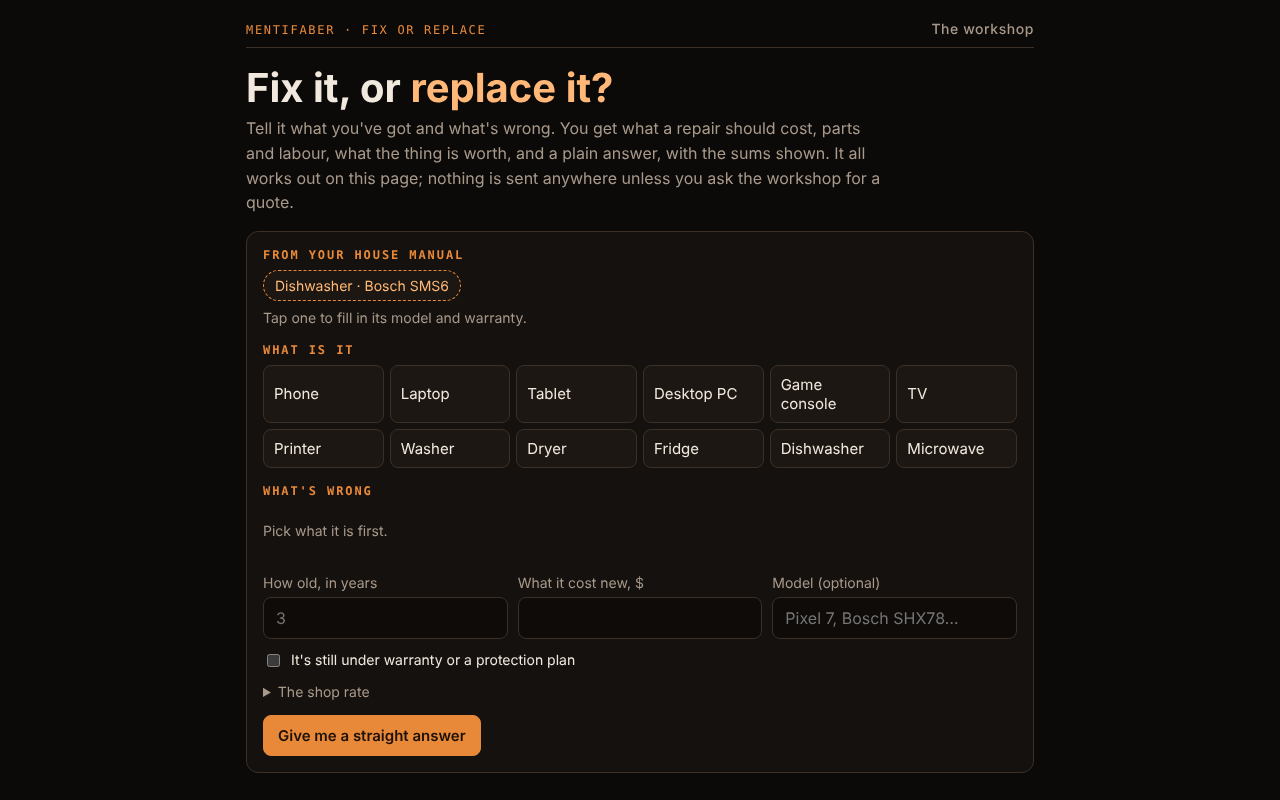 MENTIFABER · FIX OR REPLACE
The workshop
Fix it, or replace it?
Tell it what you've got and what's wrong. You get what a repair should cost, parts
and labour, what the thing is worth, and a plain answer, with the sums shown. It all
works out on this page; nothing is sent anywhere unless you ask the workshop for a
quote.
FROM YOUR HOUSE MANUAL
Dishwasher · Bosch SMS6
Tap one to fill in its model and warranty.
WHAT IS IT
Phone
Laptop
Tablet
Desktop PC
Game
console
TV
Printer
Washer
Dryer
Fridge
Dishwasher
Microwave
WHAT'S WRONG
Pick what it is first.
How old, in years
What it cost new, $
Model (optional)
3
Pixel 7, Bosch SHX78...
It's still under warranty or a protection plan
The shop rate
Give me a straight answer